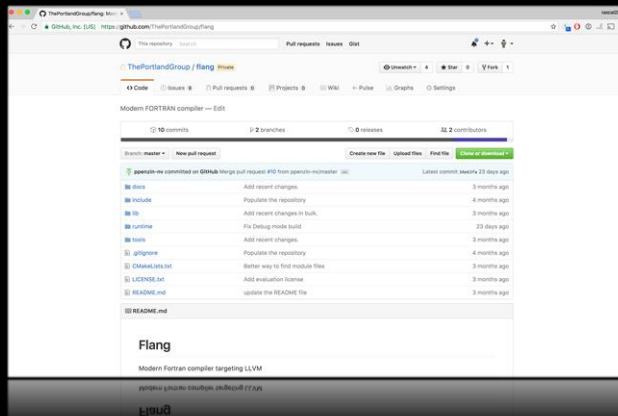 ThePortlandGroup/flang: Mode
GitHub, Inc. [US] https://github.com/ThePortlandGroup/flang
This repository Search Pull requests Issues Gist
ThePortlandGroup / flang Private Unwatch 4 Star 0 Fork 1
Code Issues 0 Pull requests 0 Projects 0 Wiki Pulse Graphs Settings
Modern FORTRAN compiler — Edit
10 commits 2 branches 0 releases 2 contributors
Branch: master New pull request Create new file Upload files Find file Clone or download
ppenzin-nv committed on GitHub Merge pull request #10 from ppenzin-nv/master ... Latest commit 23 days ago
docs Add recent changes. 3 months ago
include Populate the repository 4 months ago
lib Add recent changes in bulk. 3 months ago
runtime Fix Debug mode build 23 days ago
tools Add recent changes. 3 months ago
.gitignore Populate the repository 4 months ago
CMakeLists.txt Better way to find module files 3 months ago
LICENSE.txt Add evaluation license 3 months ago
README.md update the README file 3 months ago
README.md
Flang
Modern Fortran compiler targeting LLVM